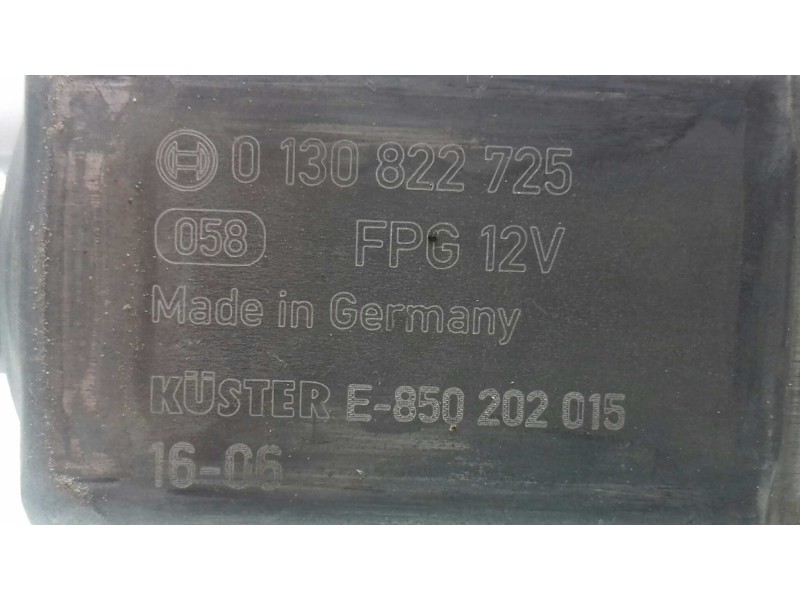 0 130 822 725
058 FPG 12V
Made in Germany
KÜSTER E-850 202 015
16-06